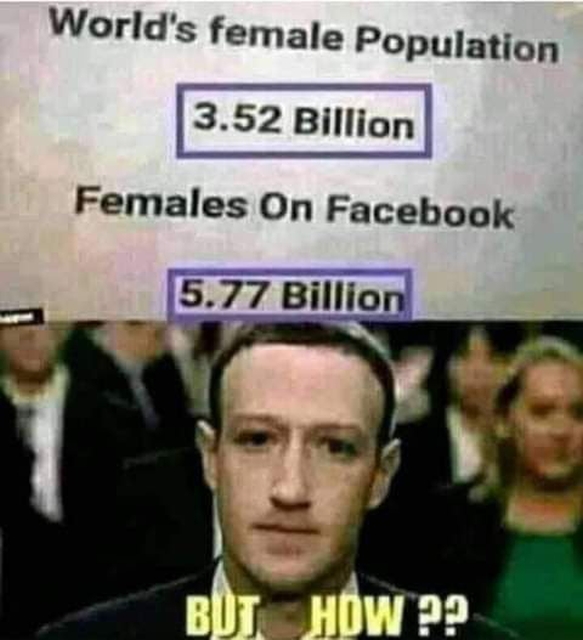 World's female Population
3.52 Billion
Females On Facebook
5.77 Billion
BUT HOW ??